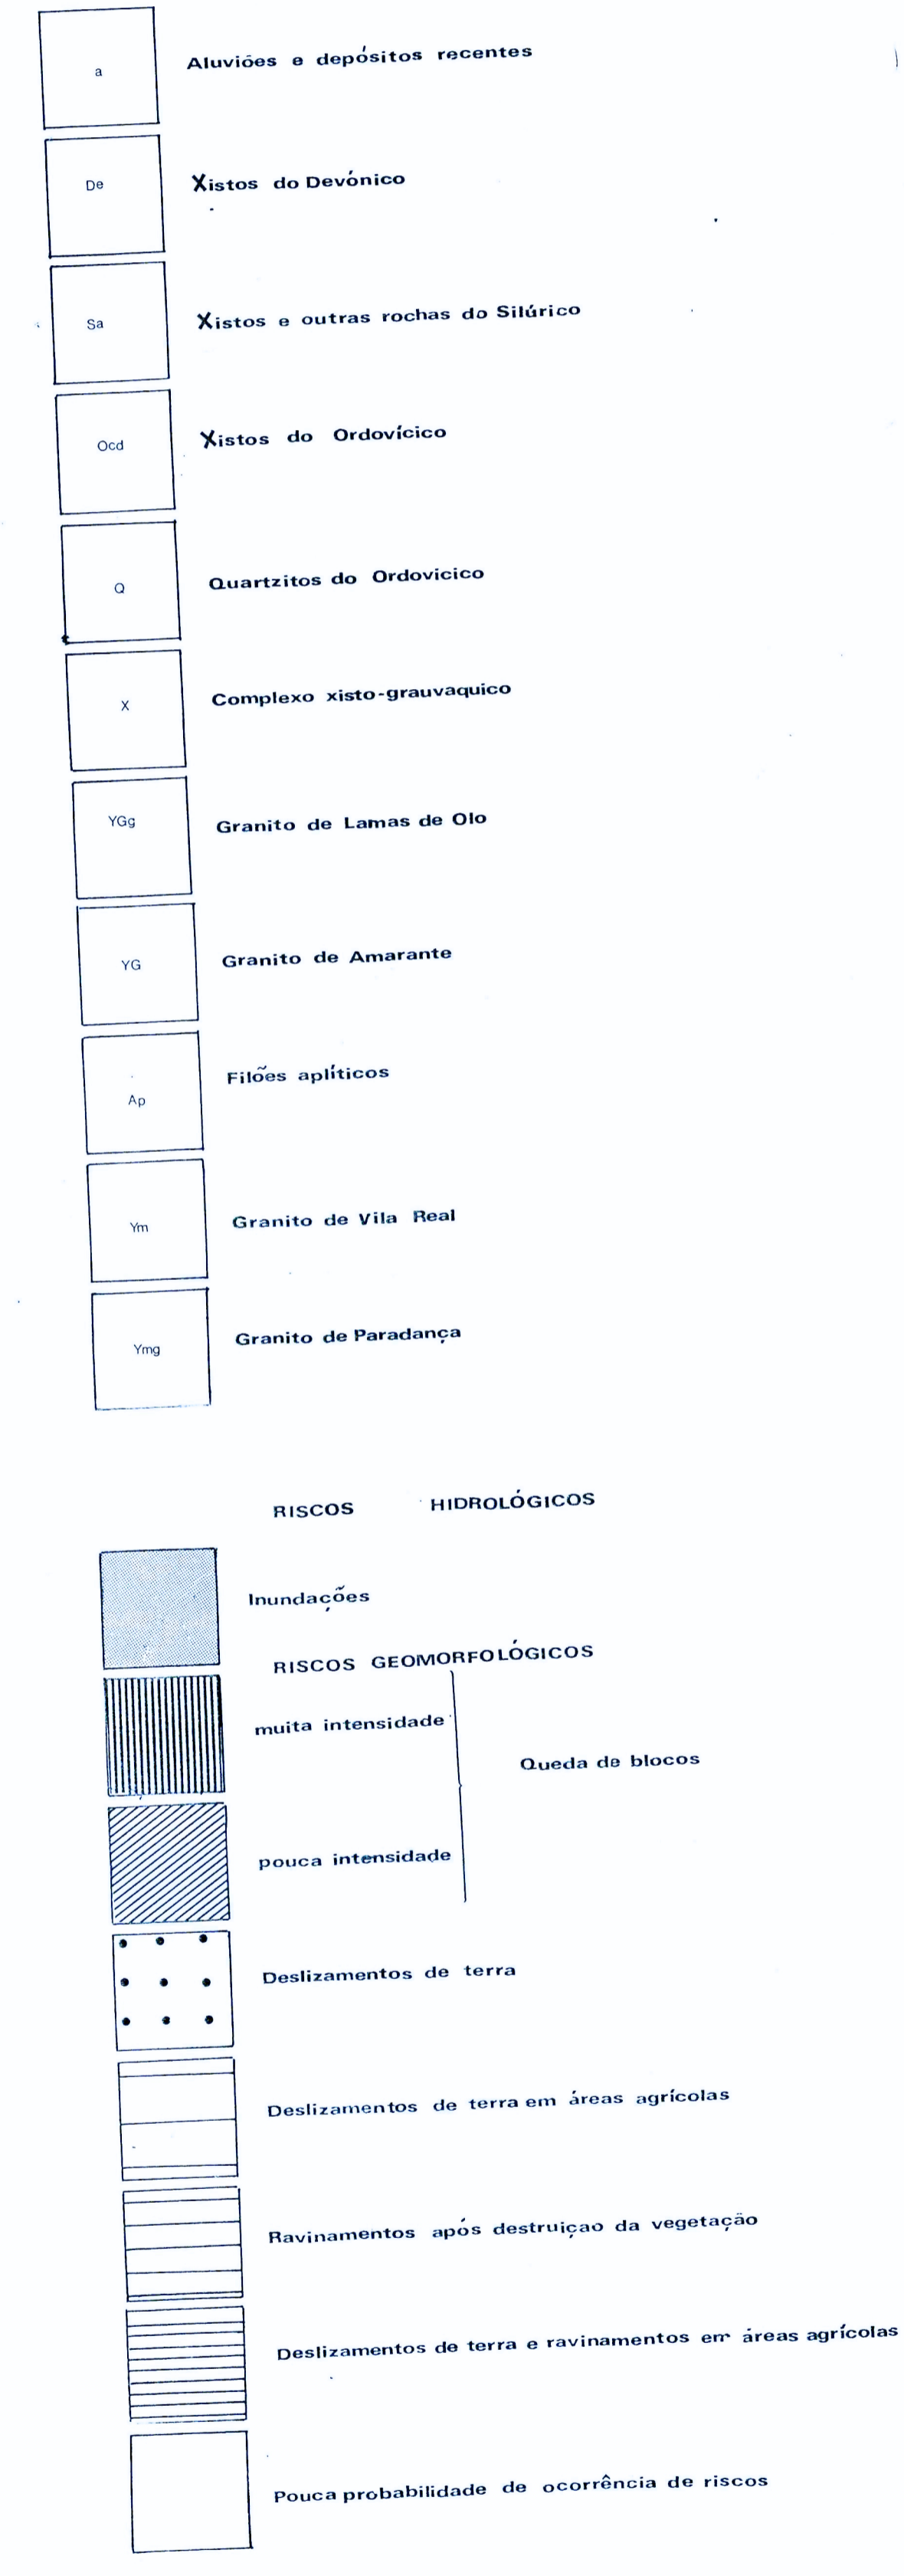 a Aluviões e depósitos recentes
De Xistos do Devónico
Sa Xistos e outras rochas do Silúrico
Ocd Xistos do Ordovícico
Q Quartzitos do Ordovicico
X Complexo xisto-grauvaquico
YGg Granito de Lamas de Olo
YG Granito de Amarante
Ap Filões aplíticos
Ym Granito de Vila Real
Ymg Granito de Paradança
RISCOS HIDROLÓGICOS
Inundações
RISCOS GEOMORFOLÓGICOS
muita intensidade
Queda de blocos
pouca intensidade
Deslizamentos de terra
Deslizamentos de terra em áreas agrícolas
Ravinamentos após destruiçao da vegetação
Deslizamentos de terra e ravinamentos em áreas agrícolas
Pouca probabilidade de ocorrência de riscos